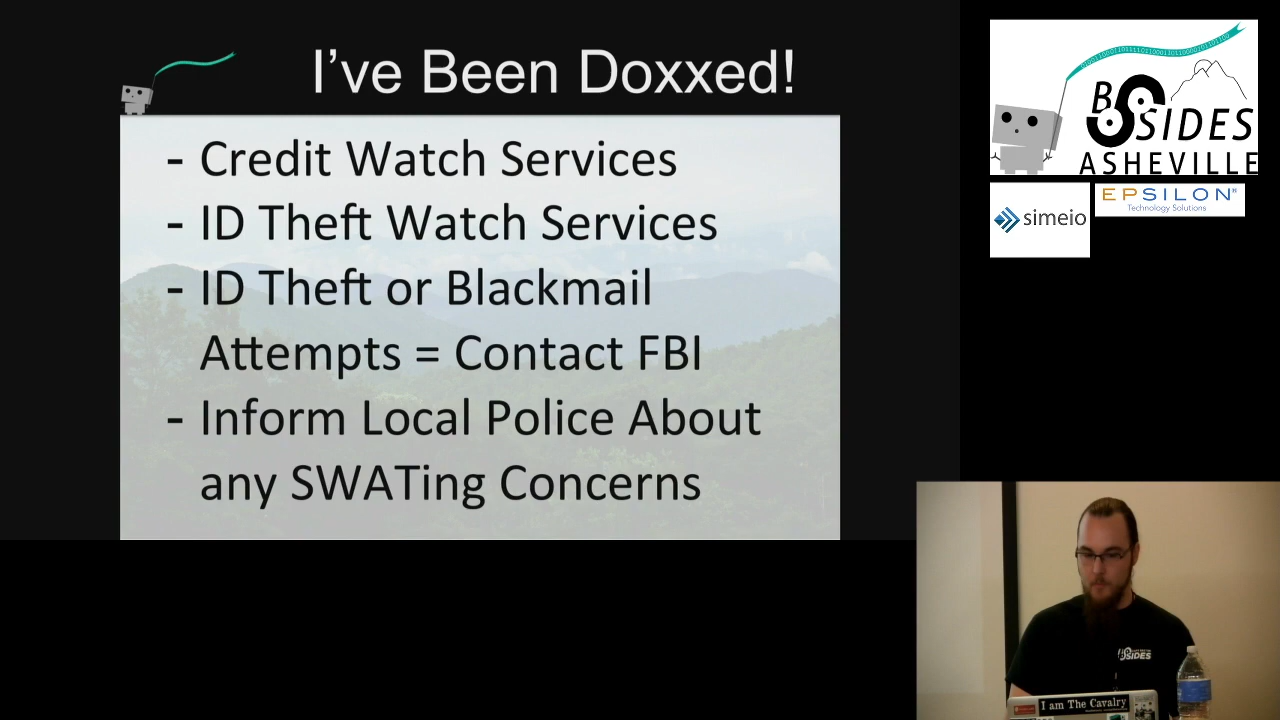 I've Been Doxxed!
- Credit Watch Services
- ID Theft Watch Services
- ID Theft or Blackmail
Attempts = Contact FBI
- Inform Local Police About
any SWATing Concerns
BSIDES
ASHEVILLE
simeio
EPSILON®
Technology Solutions
SIDES
I am The Cavalry